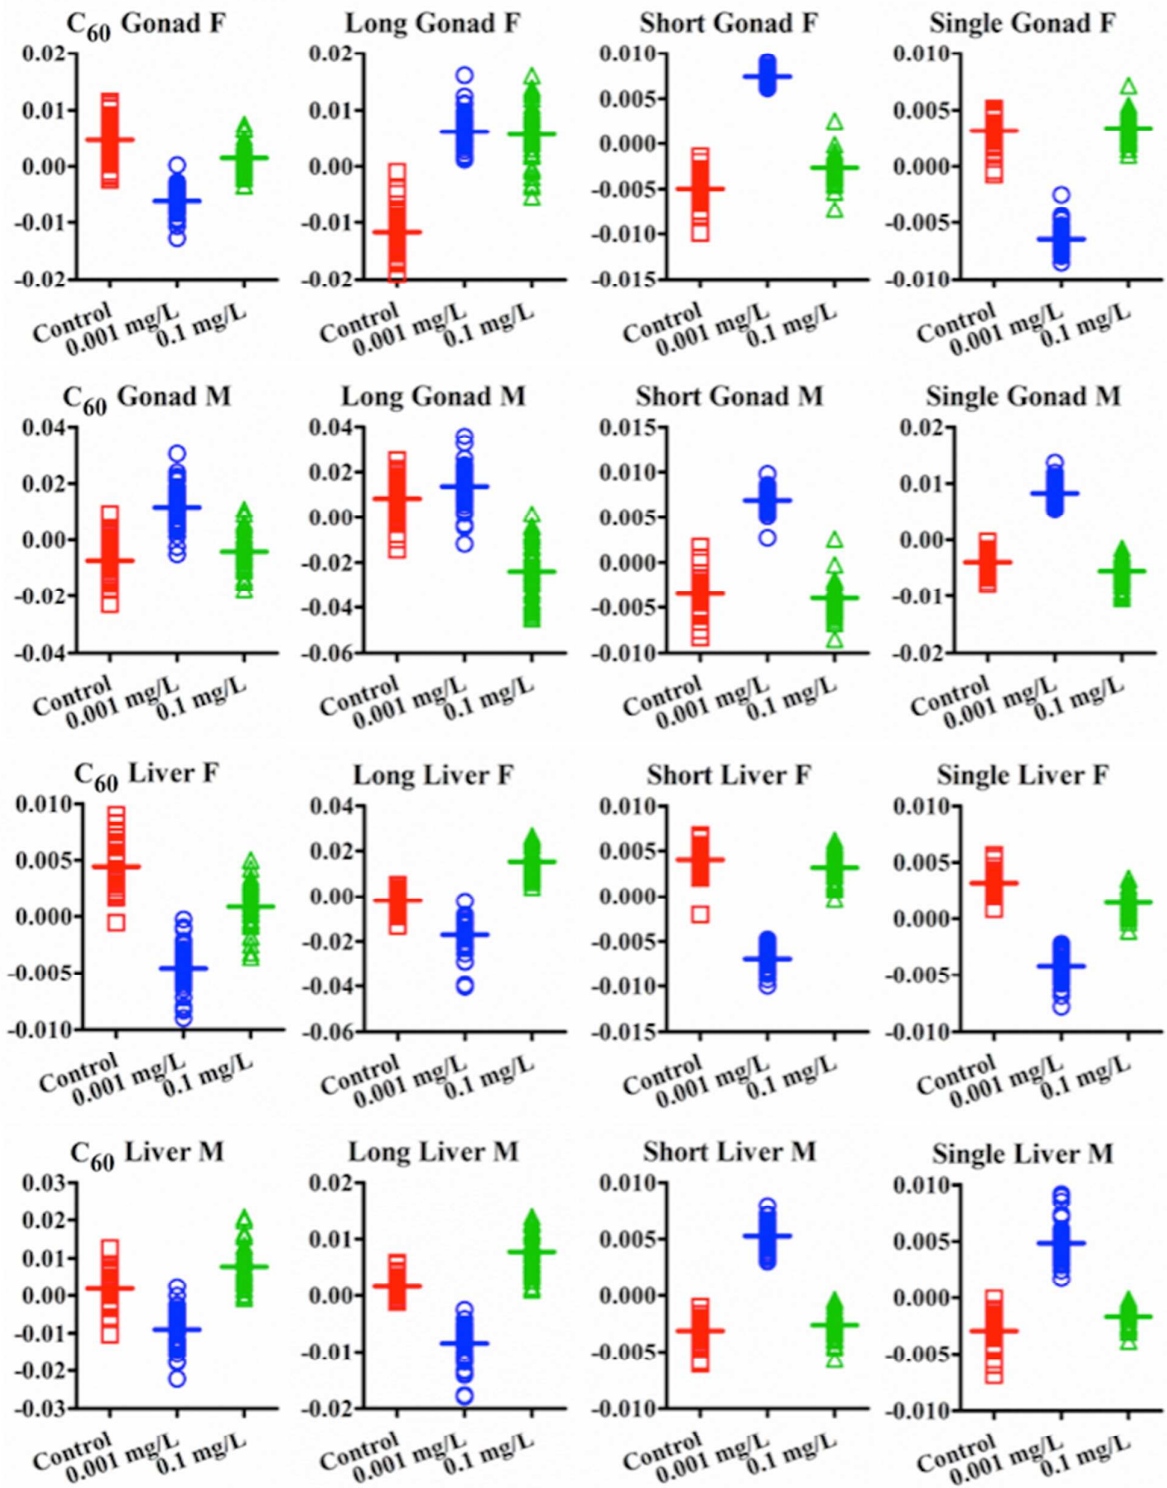 C60 Gonad F
0.02
0.01
0.00
-0.01
-0.02
Control
0.001 mg/L
0.1 mg/L
Long Gonad F
0.02
0.01
0.00
-0.01
-0.02
Control
0.001 mg/L
0.1 mg/L
Short Gonad F
0.010
0.005
0.000
-0.005
-0.010
-0.015
Control
0.001 mg/L
0.1 mg/L
Single Gonad F
0.010
0.005
0.000
-0.005
-0.010
Control
0.001 mg/L
0.1 mg/L
C60 Gonad M
0.04
0.02
0.00
-0.02
-0.04
Control
0.001 mg/L
0.1 mg/L
Long Gonad M
0.04
0.02
0.00
-0.02
-0.04
-0.06
Control
0.001 mg/L
0.1 mg/L
Short Gonad M
0.015
0.010
0.005
0.000
-0.005
-0.010
Control
0.001 mg/L
0.1 mg/L
Single Gonad M
0.02
0.01
0.00
-0.01
-0.02
Control
0.001 mg/L
0.1 mg/L
C60 Liver F
0.010
0.005
0.000
-0.005
-0.010
Control
0.001 mg/L
0.1 mg/L
Long Liver F
0.04
0.02
0.00
-0.02
-0.04
-0.06
Control
0.001 mg/L
0.1 mg/L
Short Liver F
0.010
0.005
0.000
-0.005
-0.010
-0.015
Control
0.001 mg/L
0.1 mg/L
Single Liver F
0.010
0.005
0.000
-0.005
-0.010
Control
0.001 mg/L
0.1 mg/L
C60 Liver M
0.03
0.02
0.01
0.00
-0.01
-0.02
-0.03
Control
0.001 mg/L
0.1 mg/L
Long Liver M
0.02
0.01
0.00
-0.01
-0.02
Control
0.001 mg/L
0.1 mg/L
Short Liver M
0.010
0.005
0.000
-0.005
-0.010
Control
0.001 mg/L
0.1 mg/L
Single Liver M
0.010
0.005
0.000
-0.005
-0.010
Control
0.001 mg/L
0.1 mg/L